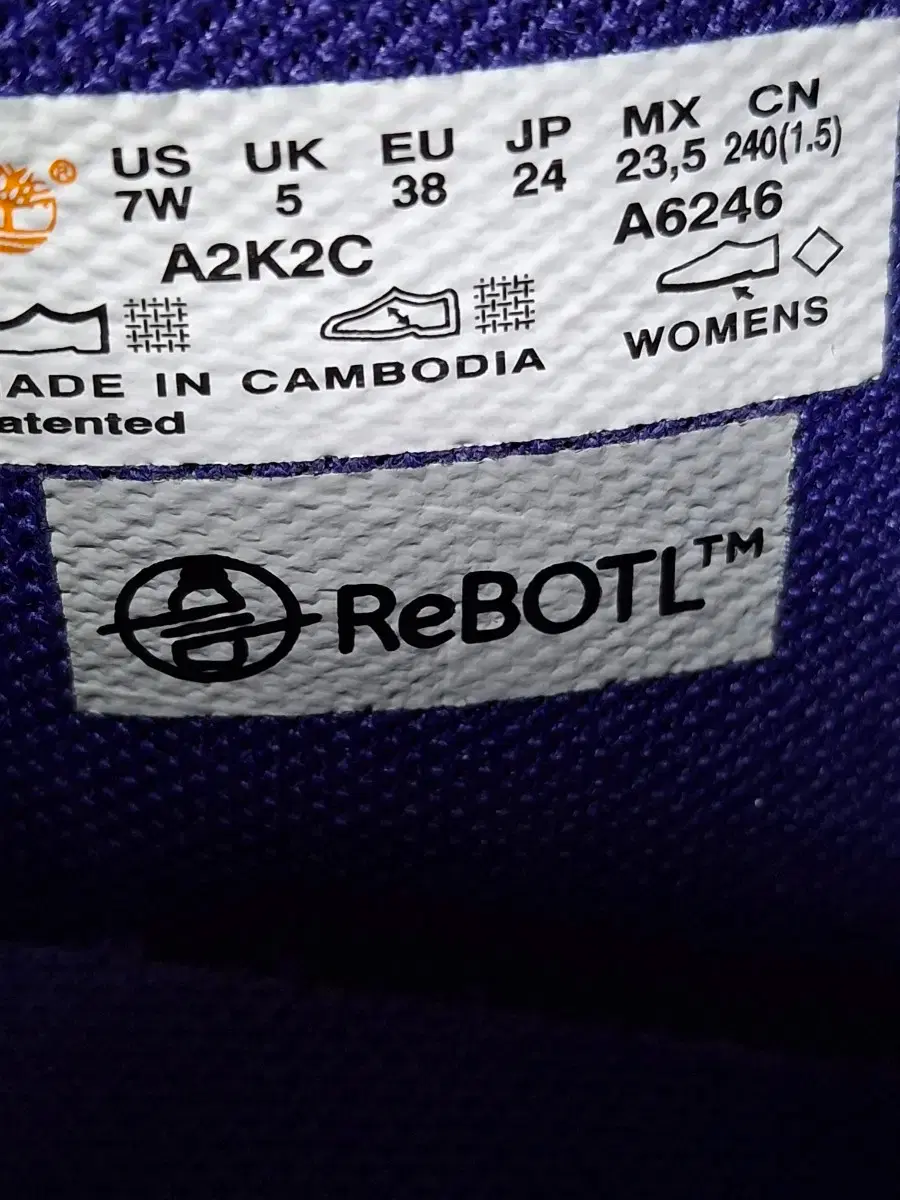 US UK EU JP MX CN
7W 5 38 24 23,5 240(1.5)
A2K2C A6246
ADE IN CAMBODIA WOMENS
atented
ReBOTL™